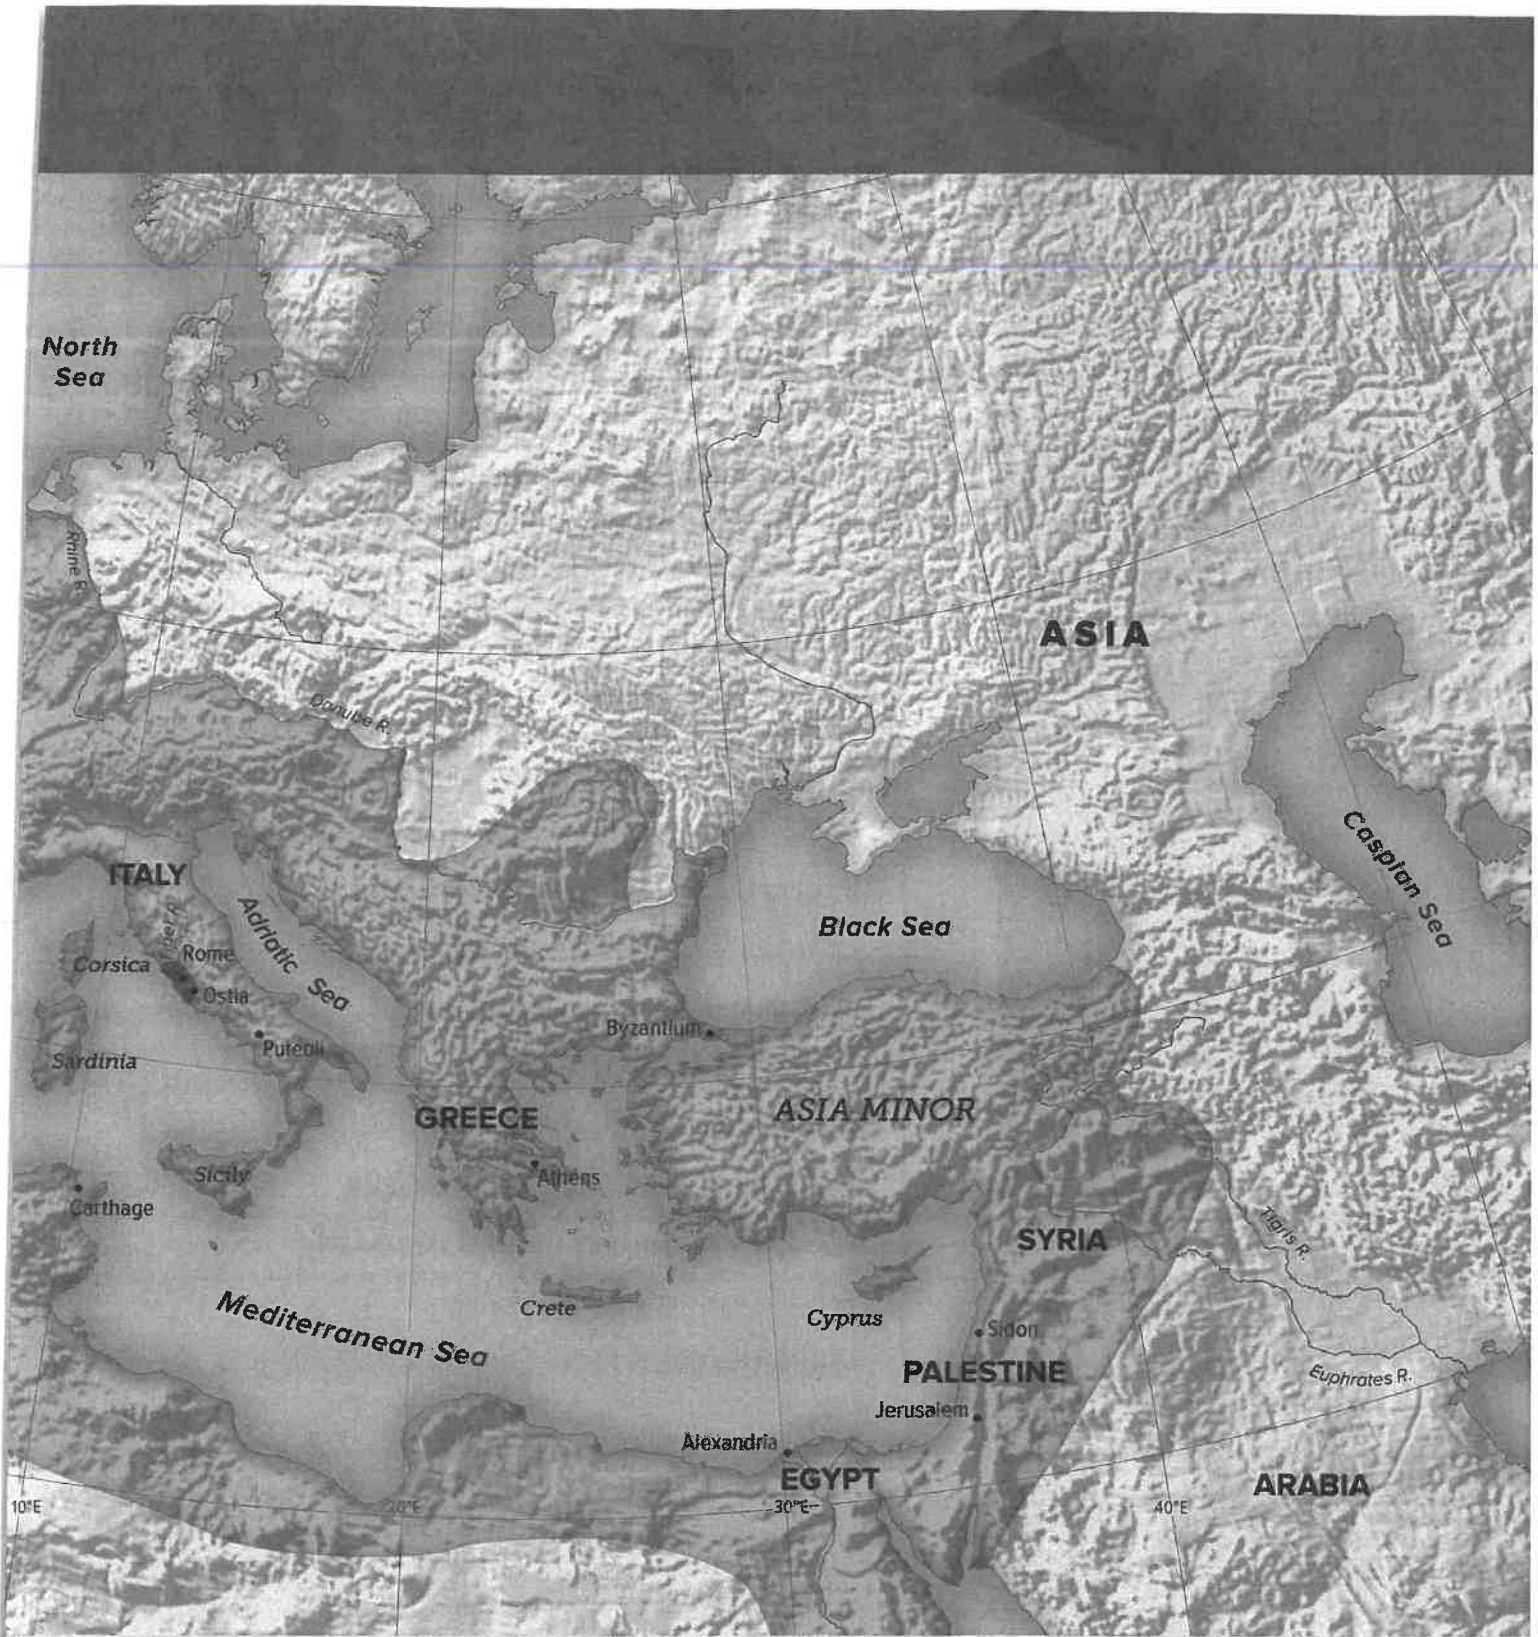 North
Sea
Rhine R.
ASIA
Danube R.
Caspian Sea
ITALY
Adriatic Sea
Black Sea
Rome
Corsica
Ostia
Byzantium
Puteoli
Sardinia
ASIA MINOR
GREECE
Sicily
Athens
Carthage
Tigris R.
SYRIA
Mediterranean Sea
Crete
Cyprus
Sidon
PALESTINE
Euphrates R.
Jerusalem
Alexandria
EGYPT
ARABIA
10°E
20°E
30°E
40°E